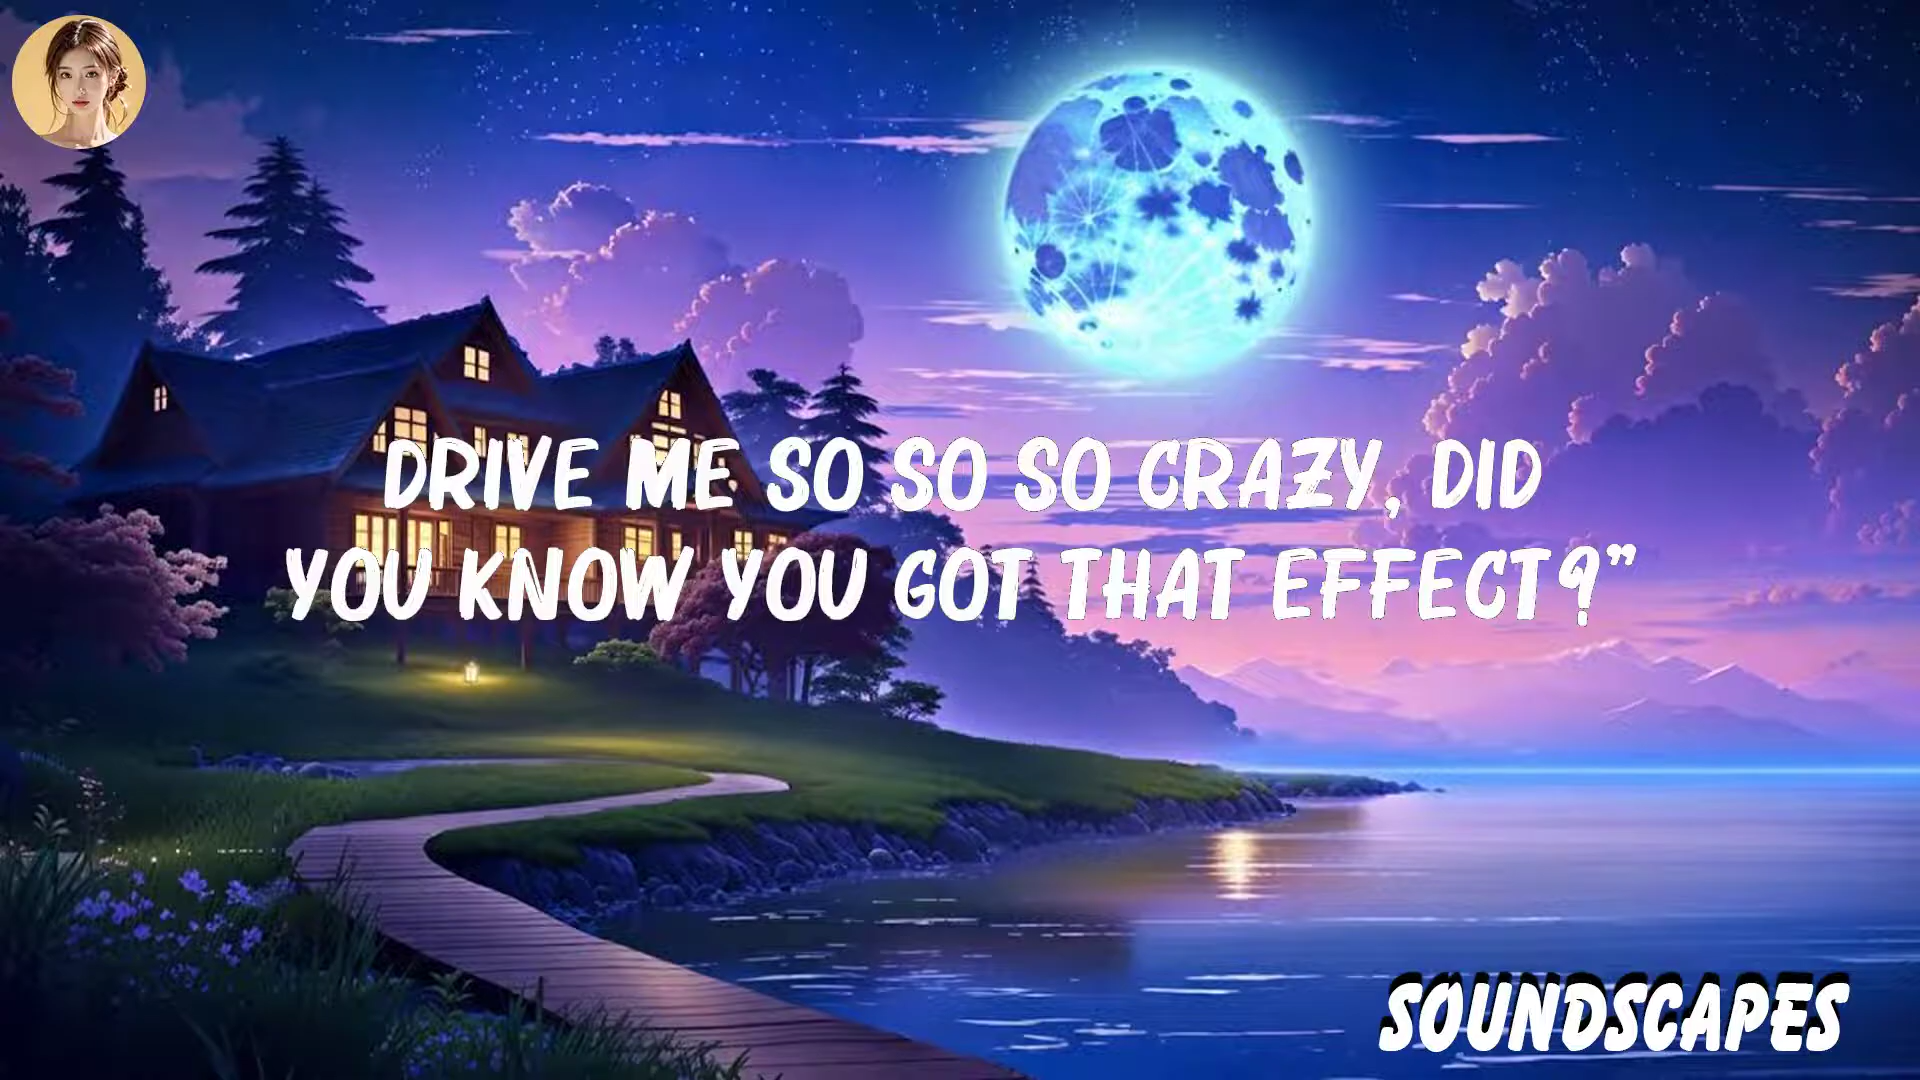 DRIVE ME SO SO SO CRAZY, DID
YOU KNOW YOU GOT THAT EFFECT?"
SOUNDSCAPES